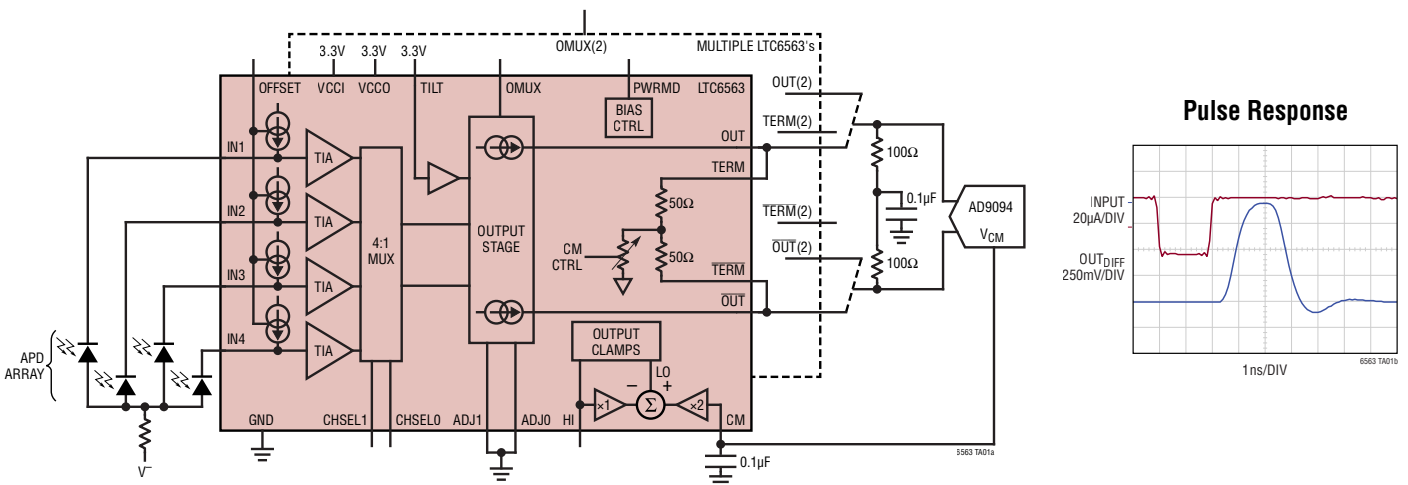 OMUX(2)
MULTIPLE LTC6563's
3.3V 3.3V 3.3V
OFFSET VCCI VCCO TILT OMUX PWRMD LTC6563
BIAS
CTRL
OUT(2)
TERM(2)
OUT
TERM
IN1
TIA
IN2
TIA
IN3
TIA
IN4
TIA
4:1
MUX
OUTPUT
STAGE
50Ω
CM
CTRL
50Ω
TERM
OUT
TERM(2)
OUT(2)
100Ω
0.1µF
100Ω
AD9094
VCM
APD
ARRAY
V–
OUTPUT
CLAMPS
LO
– +
×1 Σ ×2
GND CHSEL1 CHSEL0 ADJ1 ADJ0 HI CM
0.1µF
6563 TA01a
Pulse Response
INPUT
20µA/DIV
OUTDIFF
250mV/DIV
1ns/DIV
6563 TA01b